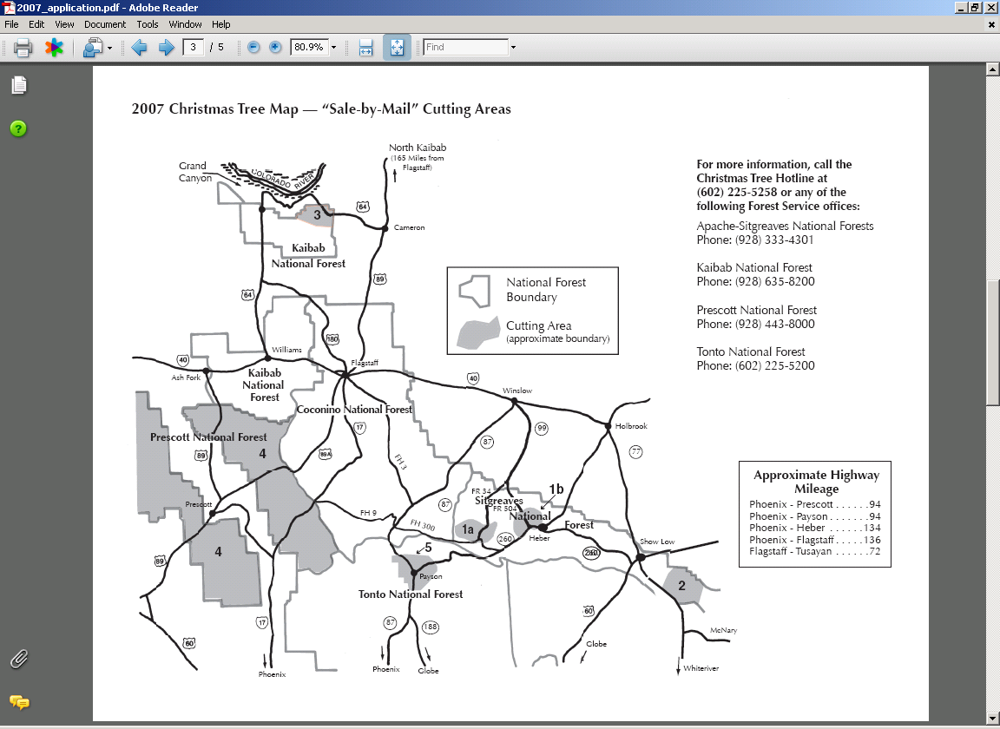 2007_application.pdf - Adobe Reader
File Edit View Document Tools Window Help
3 / 5 80.9% Find
2007 Christmas Tree Map — “Sale-by-Mail” Cutting Areas
North Kaibab
(165 Miles from
Flagstaff)
Grand
Canyon
COLORADO RIVER
3
64
Cameron
Kaibab
National Forest
89
64
180
National Forest
Boundary
Cutting Area
(approximate boundary)
For more information, call the
Christmas Tree Hotline at
(602) 225-5258 or any of the
following Forest Service offices:
Apache-Sitgreaves National Forests
Phone: (928) 333-4301
Kaibab National Forest
Phone: (928) 635-8200
Prescott National Forest
Phone: (928) 443-8000
Tonto National Forest
Phone: (602) 225-5200
Williams
40
Ash Fork
Flagstaff
Kaibab
National
Forest
40
Winslow
Coconino National Forest
Holbrook
17
99
87
77
Prescott National Forest
4
89
89A
FH 3
FR 34
Sitgreaves
1b
FR 504
National
Forest
Prescott
FH 9
87
FH 300
1a
260
Heber
260
Show Low
4
89
5
Payson
Tonto National Forest
2
17
60
87
188
60
McNary
Globe
Phoenix
Phoenix
Globe
Whiteriver
Approximate Highway
Mileage
Phoenix - Prescott . . . . . . 94
Phoenix - Payson . . . . . . 94
Phoenix - Heber . . . . . . 134
Phoenix - Flagstaff . . . . 136
Flagstaff - Tusayan . . . . . 72